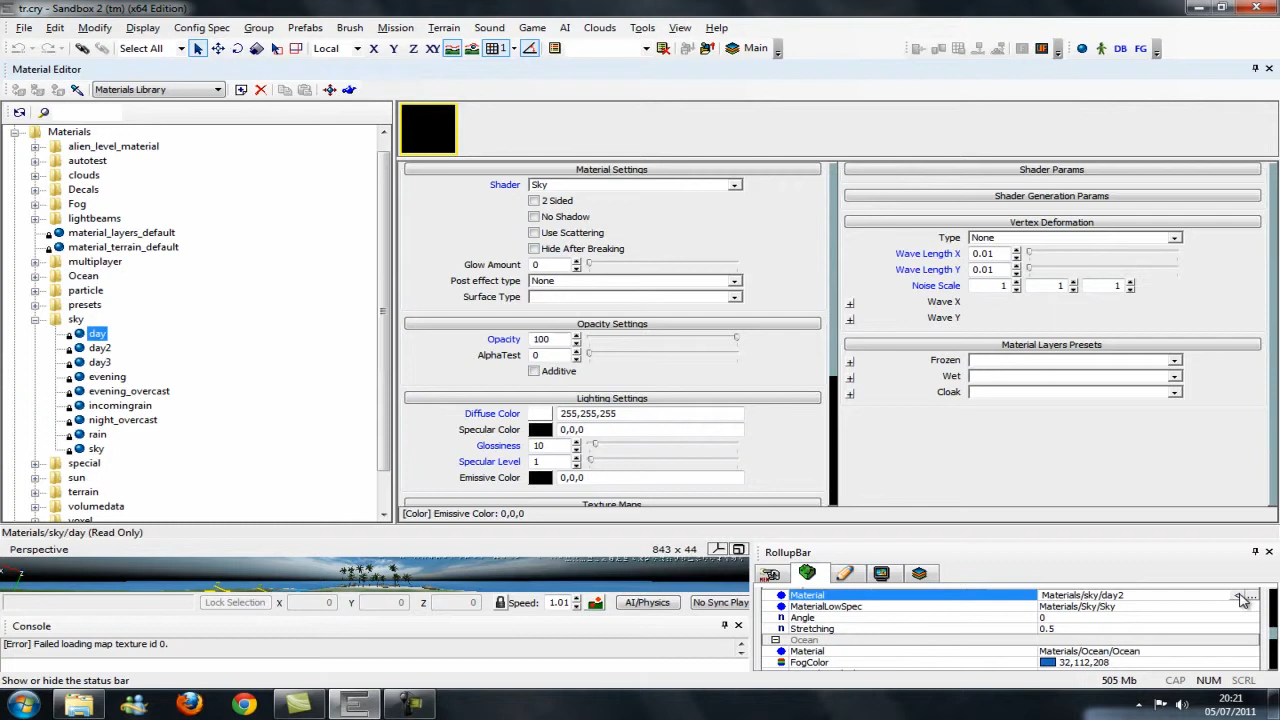 tr.cry - Sandbox 2 (tm) (x64 Edition)
File Edit Modify Display Config Spec Group Prefabs Brush Mission Terrain Sound Game AI Clouds Tools View Help
Select All Local X Y Z XY 1 Main DB FG
Material Editor
Materials Library
Materials
alien_level_material
autotest
clouds
Decals
Fog
lightbeams
material_layers_default
material_terrain_default
multiplayer
Ocean
particle
presets
sky
day
day2
day3
evening
evening_overcast
incomingrain
night_overcast
rain
sky
special
sun
terrain
volumedata
voxel
Material Settings
Shader Sky
2 Sided
No Shadow
Use Scattering
Hide After Breaking
Glow Amount 0
Post effect type None
Surface Type
Opacity Settings
Opacity 100
AlphaTest 0
Additive
Lighting Settings
Diffuse Color 255,255,255
Specular Color 0,0,0
Glossiness 10
Specular Level 1
Emissive Color 0,0,0
Texture Maps
[Color] Emissive Color: 0,0,0
Shader Params
Shader Generation Params
Vertex Deformation
Type None
Wave Length X 0.01
Wave Length Y 0.01
Noise Scale 1 1 1
Wave X
Wave Y
Material Layers Presets
Frozen
Wet
Cloak
Materials/sky/day (Read Only)
Perspective 843 x 44
Lock Selection X 0 Y 0 Z 0 Speed: 1.01 AI/Physics No Sync Play
Console
[Error] Failed loading map texture id 0.
RollupBar
Material Materials/sky/day2
MaterialLowSpec Materials/Sky/Sky
Angle 0
Stretching 0.5
Ocean
Material Materials/Ocean/Ocean
FogColor 32,112,208
Show or hide the status bar 505 Mb CAP NUM SCRL
20:21
05/07/2011